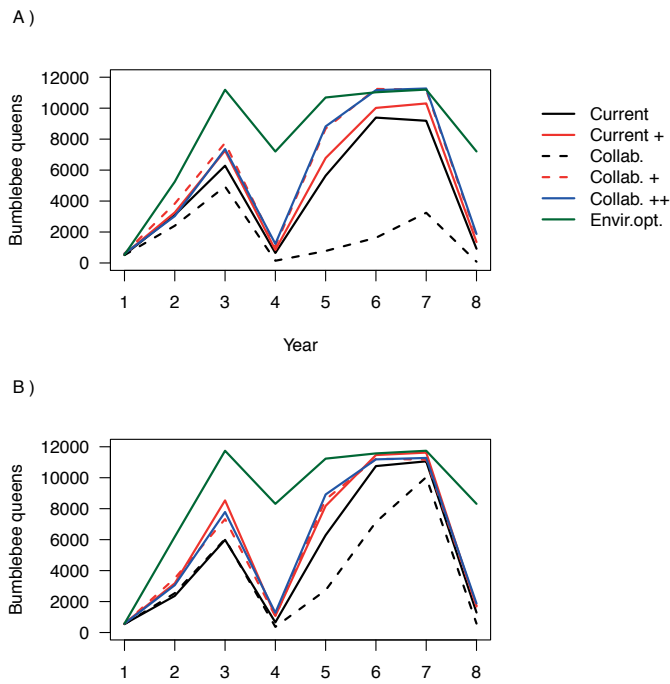 A )
12000
10000
8000
6000
4000
2000
0
Bumblebee queens
1 2 3 4 5 6 7 8
Year
Current
Current +
Collab.
Collab. +
Collab. ++
Envir.opt.
B )
12000
10000
8000
6000
4000
2000
0
Bumblebee queens
1 2 3 4 5 6 7 8